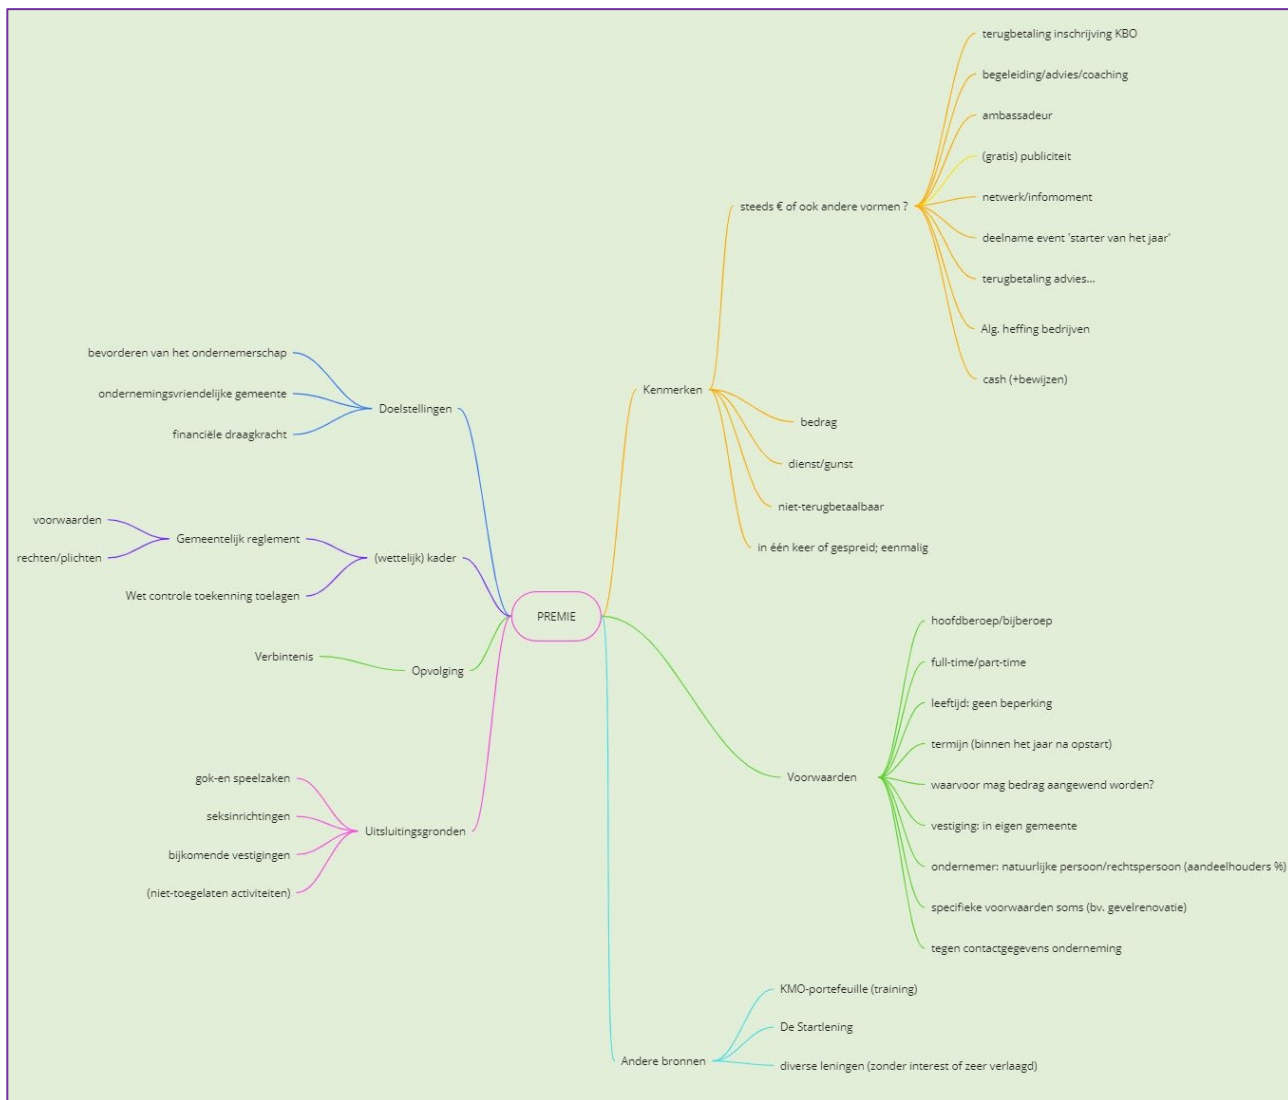 PREMIE
Kenmerken
steeds € of ook andere vormen ?
terugbetaling inschrijving KBO
begeleiding/advies/coaching
ambassadeur
(gratis) publiciteit
netwerk/infomoment
deelname event 'starter van het jaar'
terugbetaling advies...
Alg. heffing bedrijven
cash (+bewijzen)
bedrag
dienst/gunst
niet-terugbetaalbaar
in één keer of gespreid; eenmalig
Voorwaarden
hoofdberoep/bijberoep
full-time/part-time
leeftijd: geen beperking
termijn (binnen het jaar na opstart)
waarvoor mag bedrag aangewend worden?
vestiging: in eigen gemeente
ondernemer: natuurlijke persoon/rechtspersoon (aandeelhouders %)
specifieke voorwaarden soms (bv. gevelrenovatie)
tegen contactgegevens onderneming
Andere bronnen
KMO-portefeuille (training)
De Startlening
diverse leningen (zonder interest of zeer verlaagd)
Doelstellingen
bevorderen van het ondernemerschap
ondernemingsvriendelijke gemeente
financiële draagkracht
(wettelijk) kader
Gemeentelijk reglement
voorwaarden
rechten/plichten
Wet controle toekenning toelagen
Opvolging
Verbintenis
Uitsluitingsgronden
gok-en speelzaken
seksinrichtingen
bijkomende vestigingen
(niet-toegelaten activiteiten)